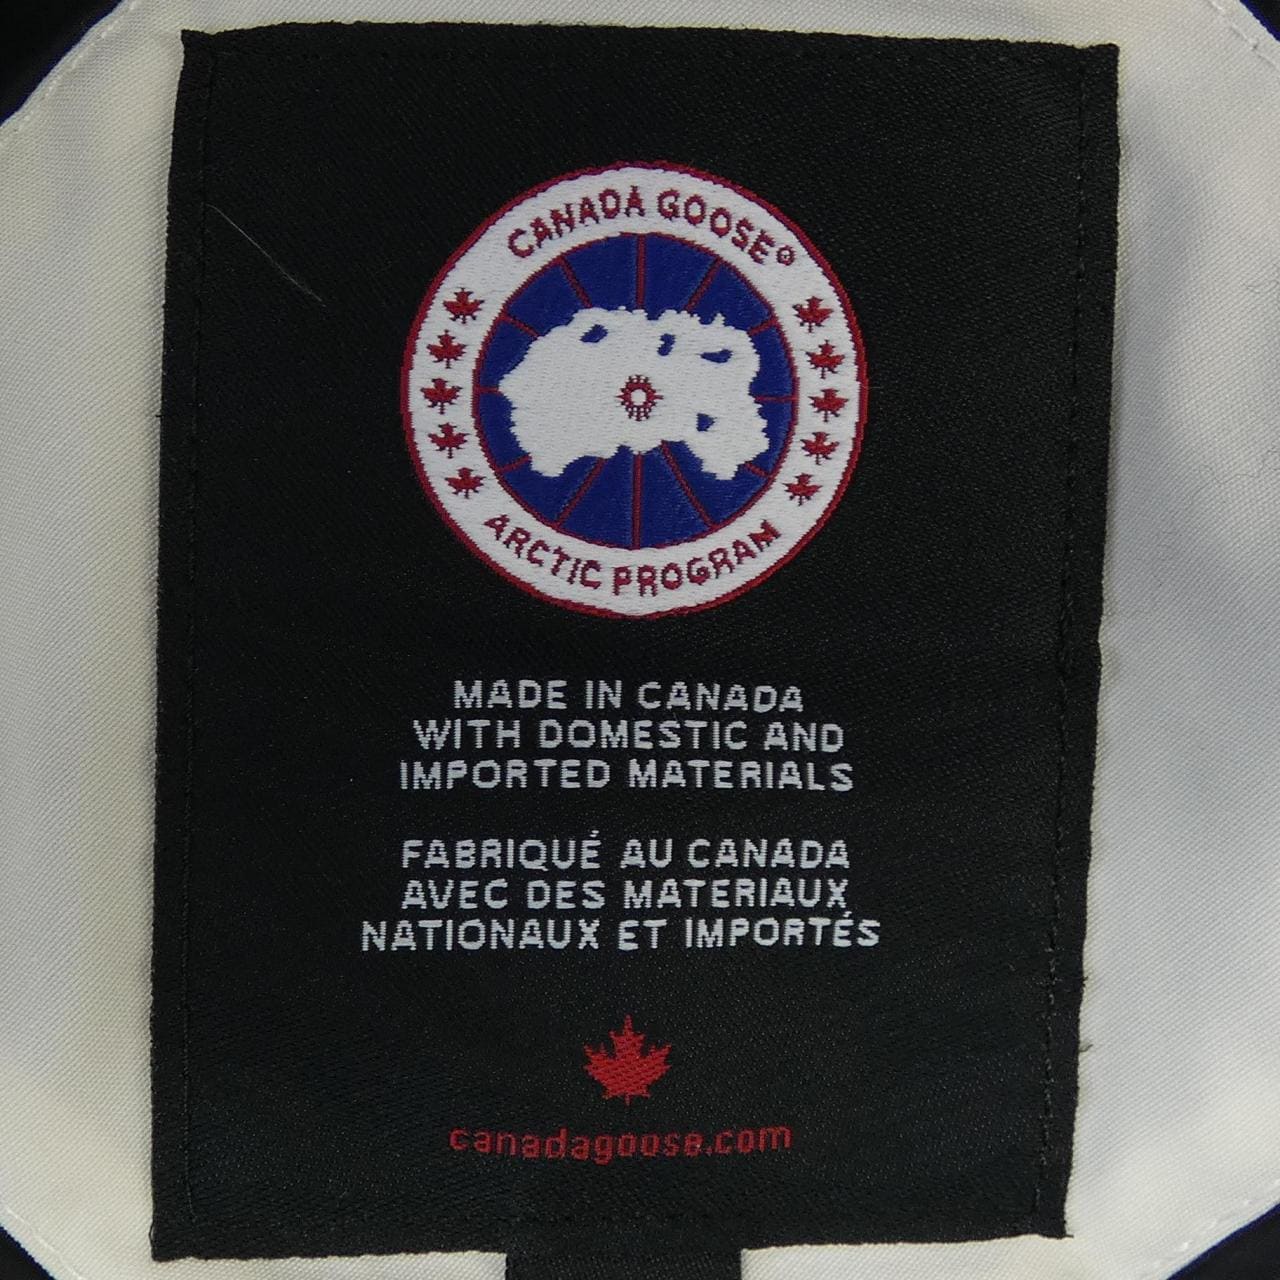 CANADA GOOSE®
ARCTIC PROGRAM
MADE IN CANADA
WITH DOMESTIC AND
IMPORTED MATERIALS
FABRIQUÉ AU CANADA
AVEC DES MATERIAUX
NATIONAUX ET IMPORTÉS
canadagoose.com